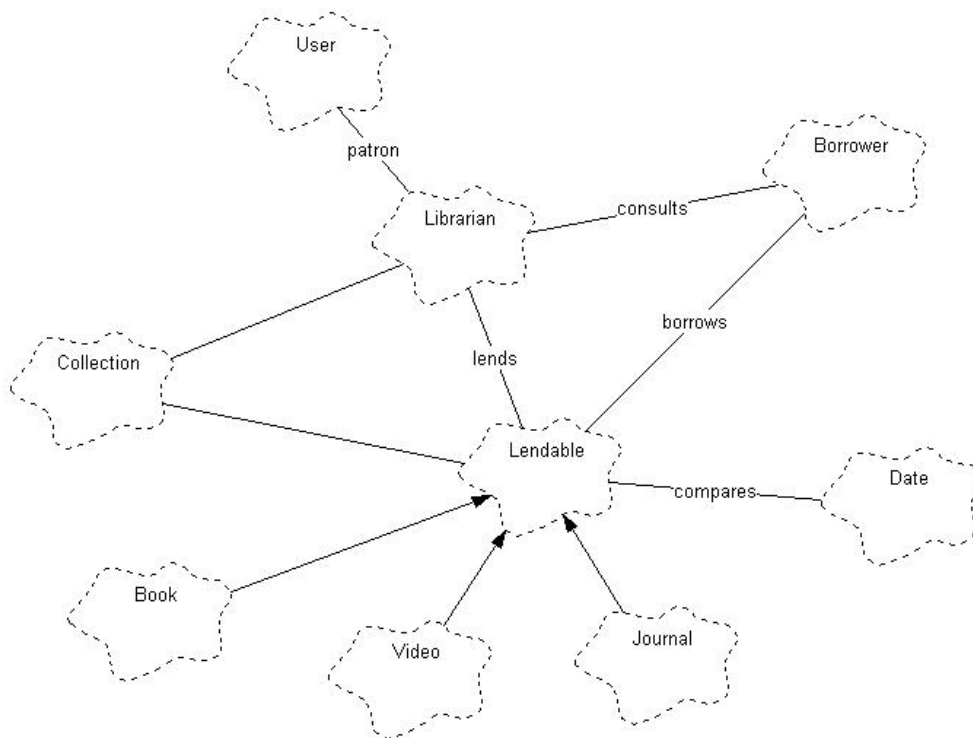 User
patron
Borrower
Librarian
consults
borrows
lends
Collection
Lendable
compares
Date
Book
Video
Journal